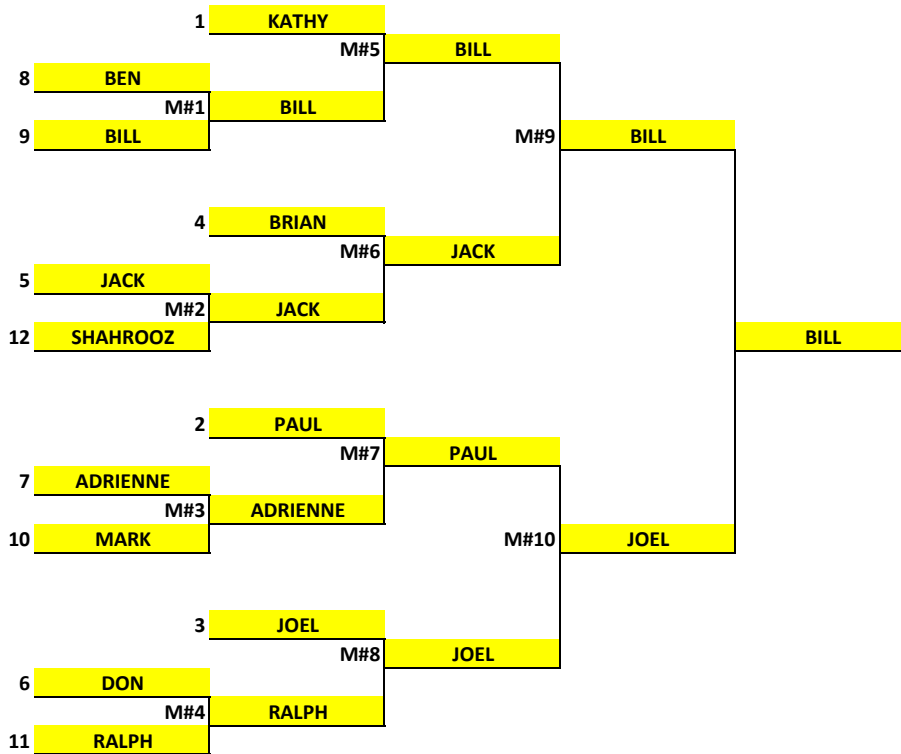 1 KATHY
M#5 BILL
8 BEN
M#1 BILL
9 BILL
M#9 BILL
4 BRIAN
M#6 JACK
5 JACK
M#2 JACK
12 SHAHROOZ
BILL
2 PAUL
M#7 PAUL
7 ADRIENNE
M#3 ADRIENNE
10 MARK
M#10 JOEL
3 JOEL
M#8 JOEL
6 DON
M#4 RALPH
11 RALPH